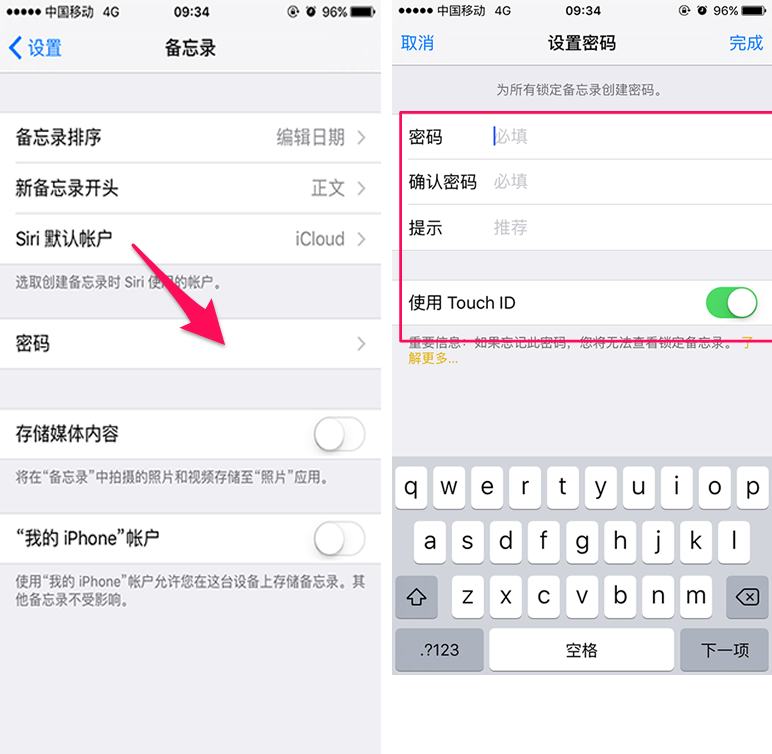 中国移动 4G 09:34 96%
设置 备忘录
备忘录排序 编辑日期
新备忘录开头 正文
Siri 默认帐户 iCloud
选取创建备忘录时 Siri 使用的帐户。
密码
存储媒体内容
将在“备忘录”中拍摄的照片和视频存储至“照片”应用。
“我的 iPhone”帐户
使用“我的 iPhone”帐户允许您在这台设备上存储备忘录。其
他备忘录不受影响。
中国移动 4G 09:34 96%
取消 设置密码 完成
为所有锁定备忘录创建密码。
密码 必填
确认密码 必填
提示 推荐
使用 Touch ID
重要信息：如果忘记此密码，您将无法查看锁定备忘录。了
解更多...
q w e r t y u i o p
a s d f g h j k l
z x c v b n m
.?123 空格 下一项